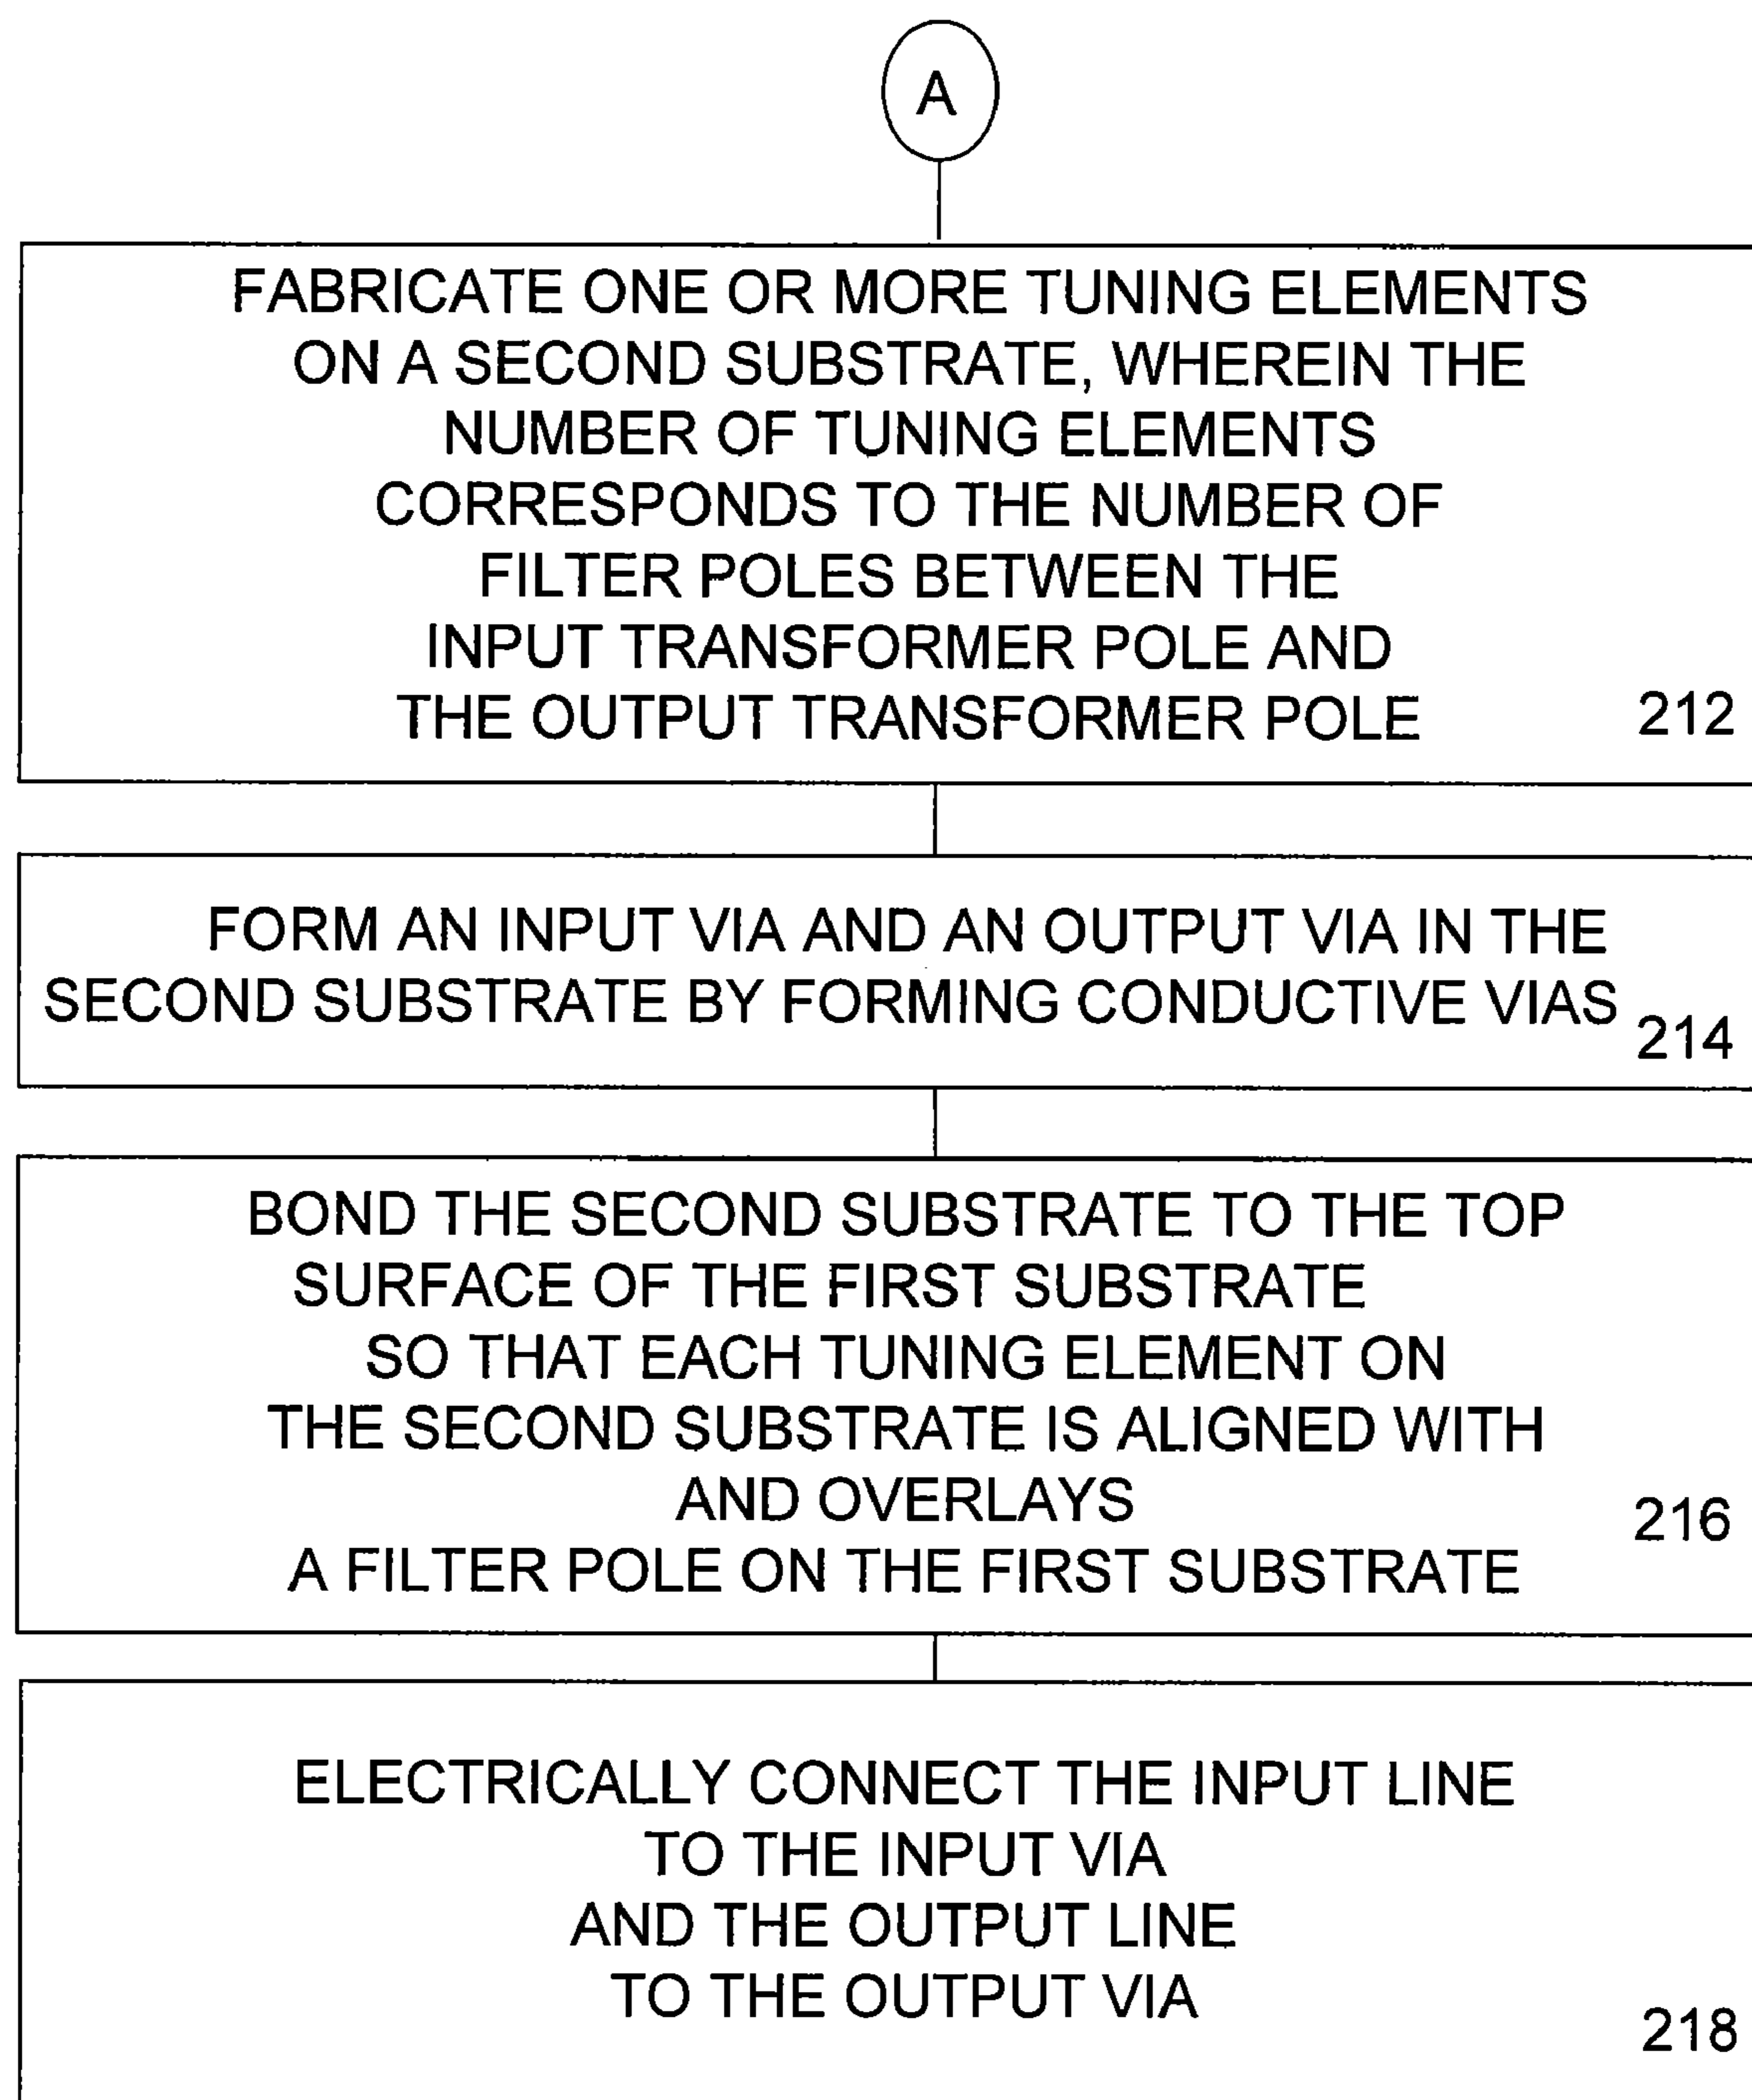 A
FABRICATE ONE OR MORE TUNING ELEMENTS
ON A SECOND SUBSTRATE, WHEREIN THE
NUMBER OF TUNING ELEMENTS
CORRESPONDS TO THE NUMBER OF
FILTER POLES BETWEEN THE
INPUT TRANSFORMER POLE AND
THE OUTPUT TRANSFORMER POLE
212
FORM AN INPUT VIA AND AN OUTPUT VIA IN THE
SECOND SUBSTRATE BY FORMING CONDUCTIVE VIAS
214
BOND THE SECOND SUBSTRATE TO THE TOP
SURFACE OF THE FIRST SUBSTRATE
SO THAT EACH TUNING ELEMENT ON
THE SECOND SUBSTRATE IS ALIGNED WITH
AND OVERLAYS
216
A FILTER POLE ON THE FIRST SUBSTRATE
ELECTRICALLY CONNECT THE INPUT LINE
TO THE INPUT VIA
AND THE OUTPUT LINE
TO THE OUTPUT VIA
218